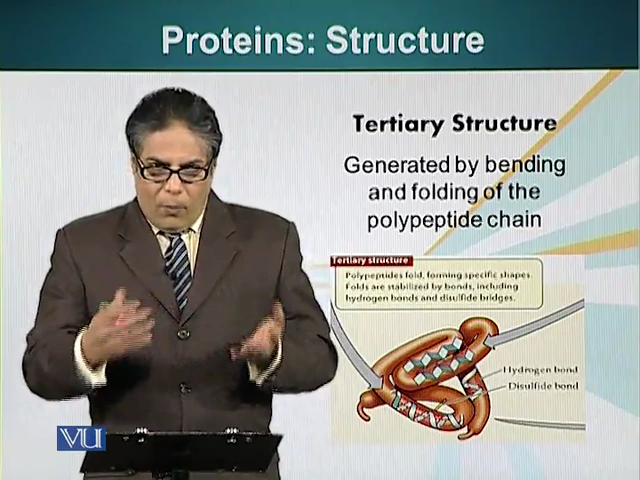 Proteins: Structure
Tertiary Structure
Generated by bending
and folding of the
polypeptide chain
Tertiary structure
Polypeptides fold, forming specific shapes.
Folds are stabilized by bonds, including
hydrogen bonds and disulfide bridges.
Hydrogen bond
Disulfide bond
VU